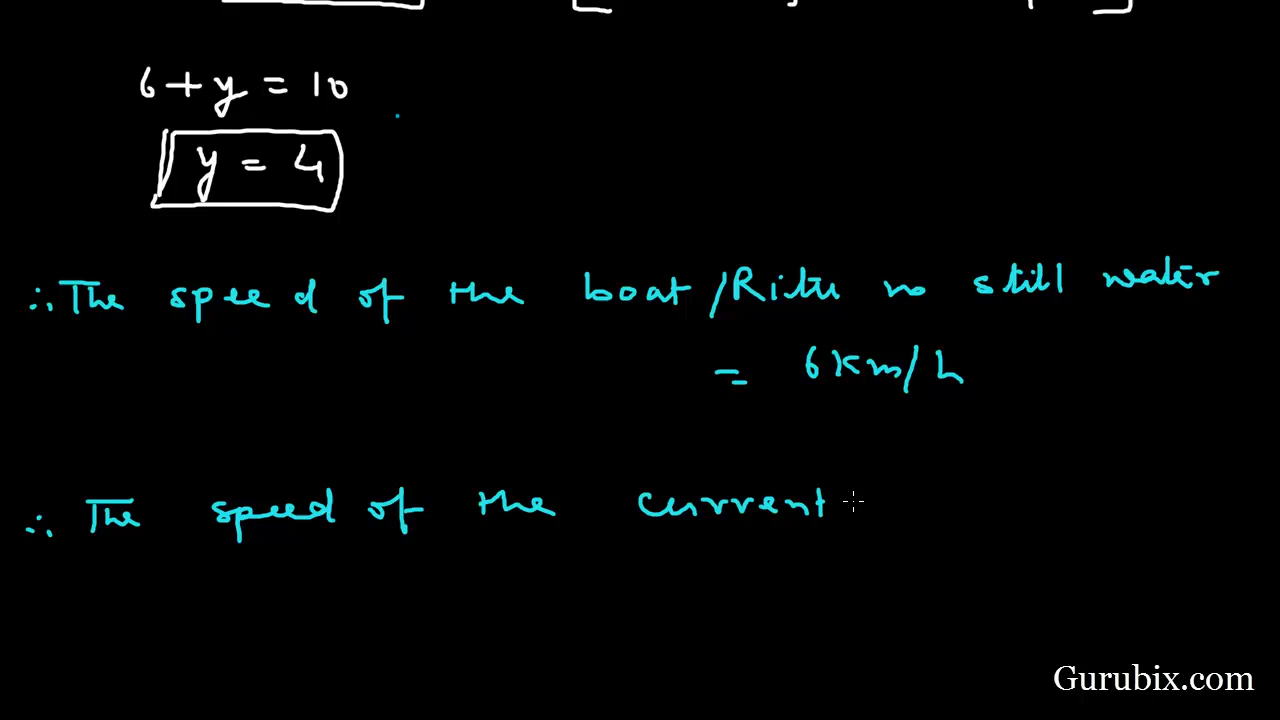 6 + y = 10
y = 4
∴ The speed of the boat /Ritu in still water
= 6 Km/h
∴ The speed of the current
Gurubix.com